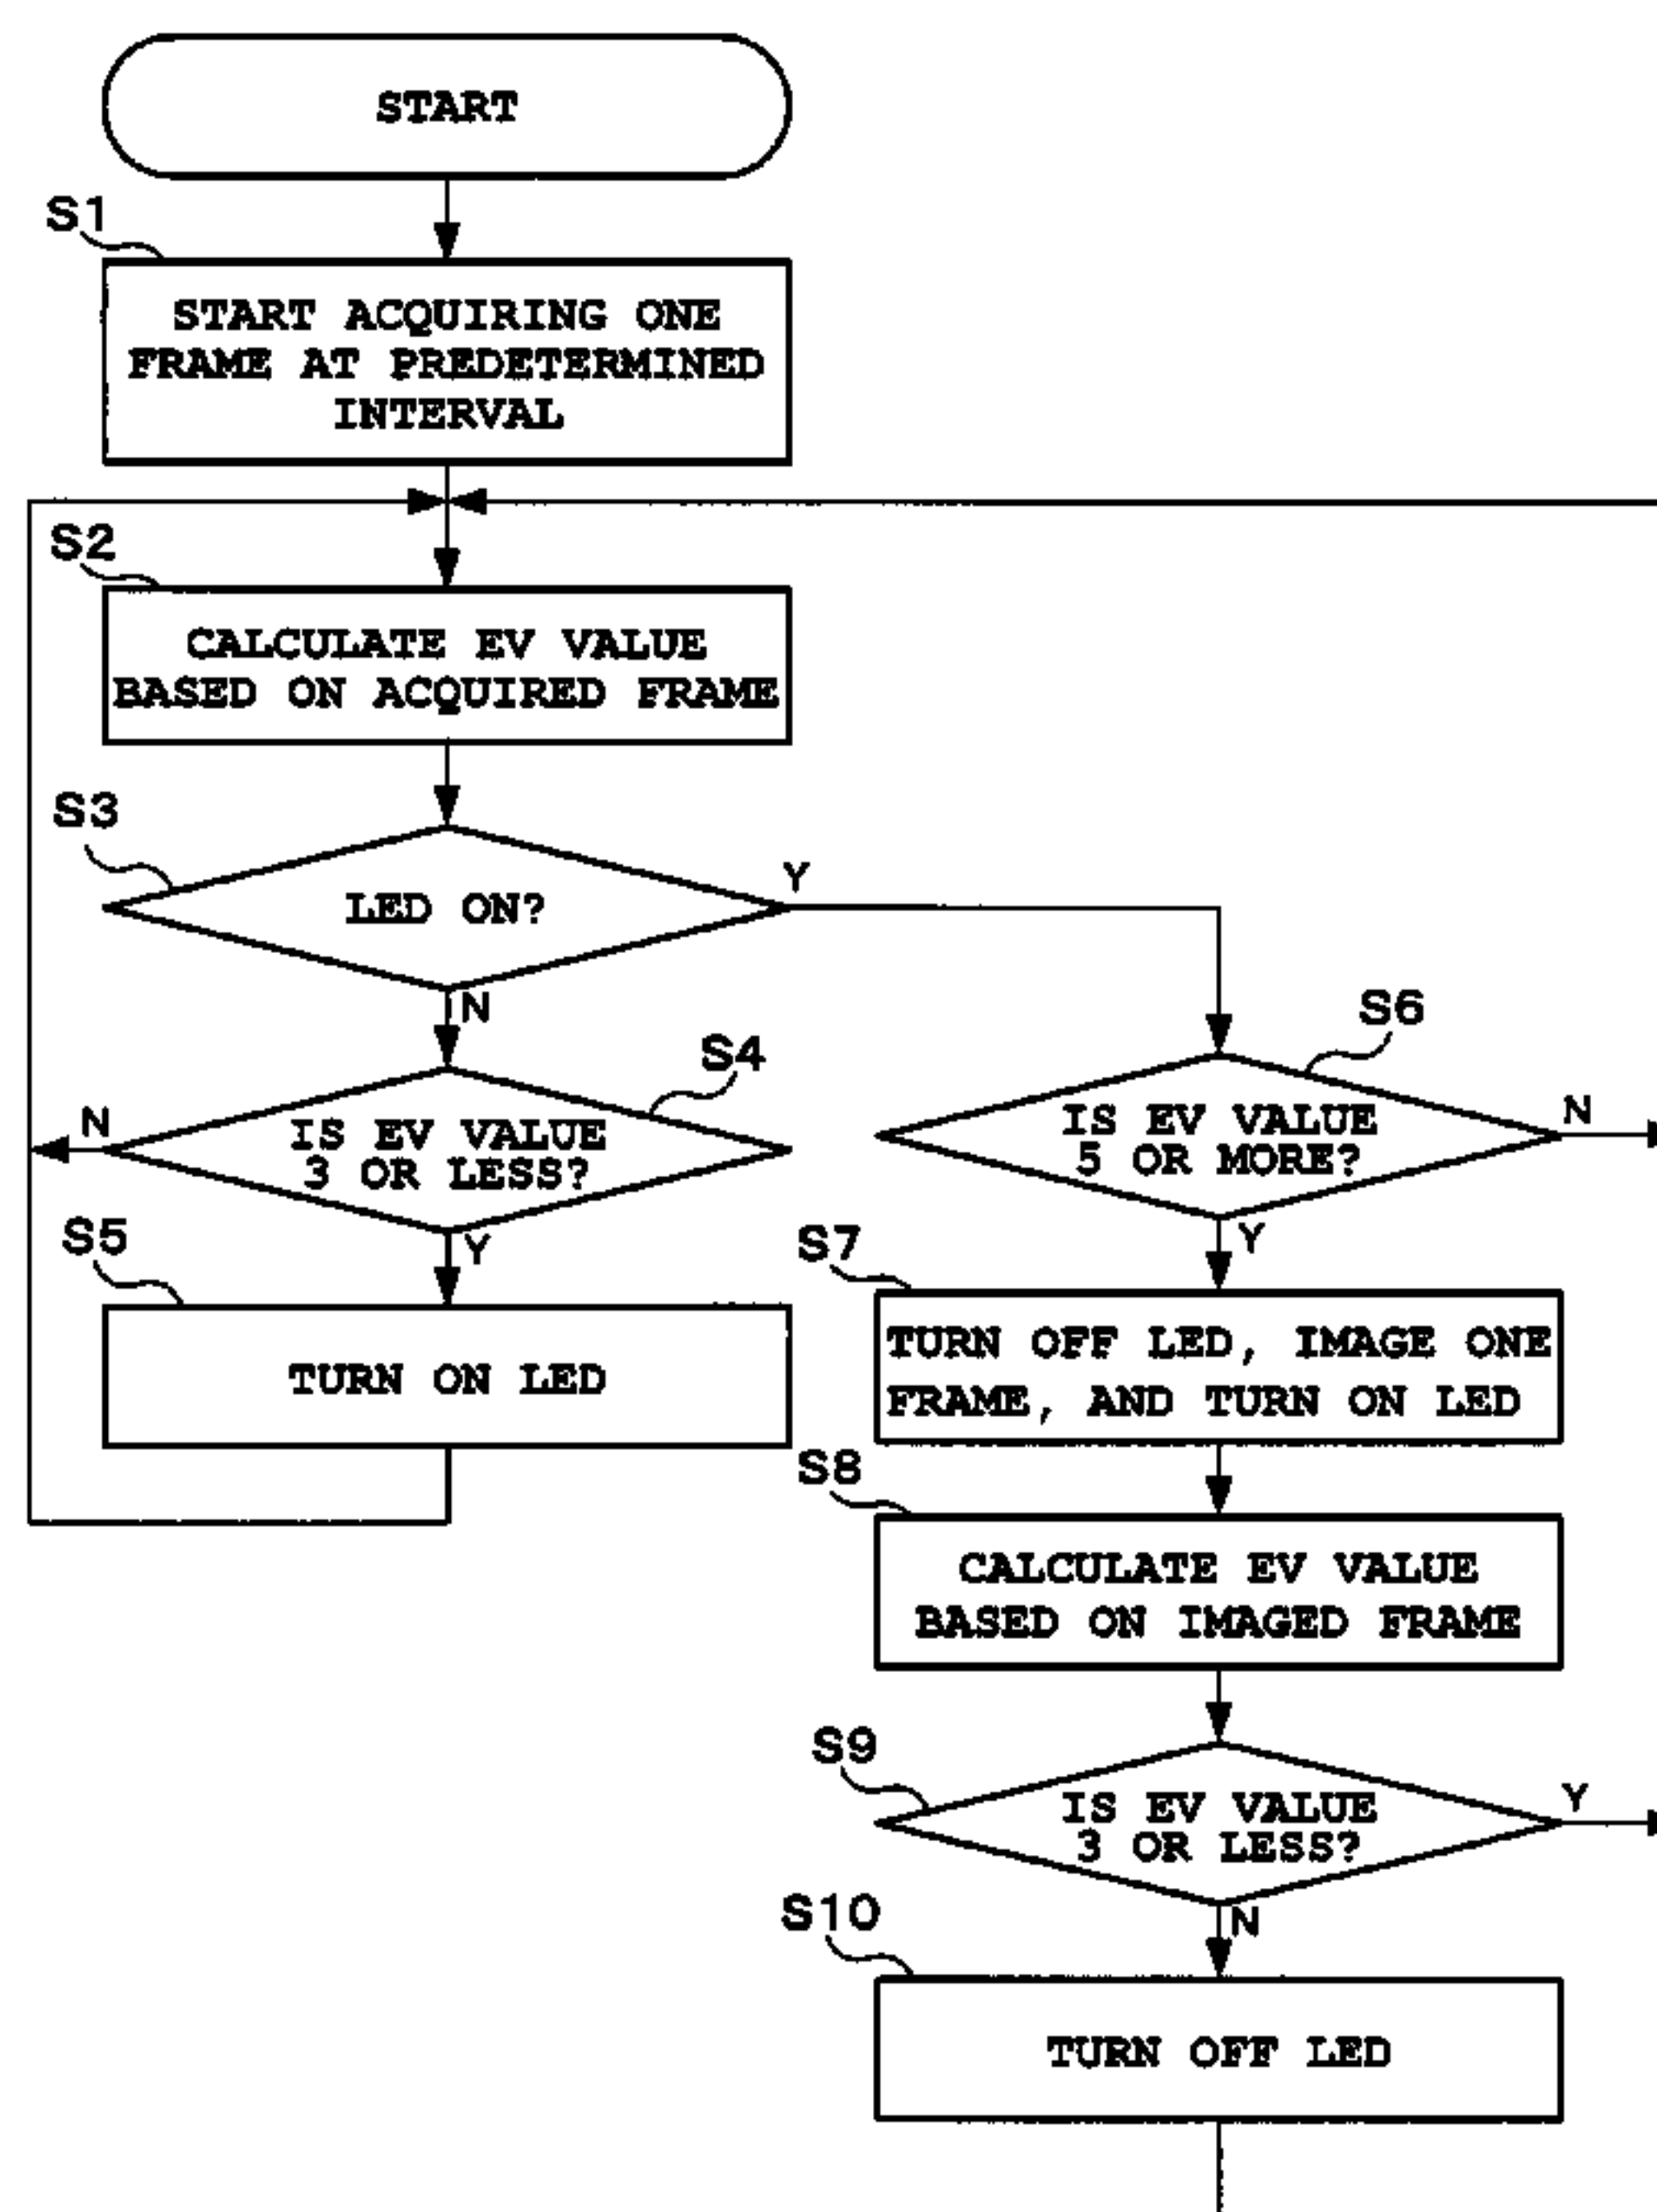 START
S1
START ACQUIRING ONE
FRAME AT PREDETERMINED
INTERVAL
S2
CALCULATE EV VALUE
BASED ON ACQUIRED FRAME
S3
LED ON?
Y
N
S4
IS EV VALUE
3 OR LESS?
N
Y
S5
TURN ON LED
S6
IS EV VALUE
5 OR MORE?
N
Y
S7
TURN OFF LED, IMAGE ONE
FRAME, AND TURN ON LED
S8
CALCULATE EV VALUE
BASED ON IMAGED FRAME
S9
IS EV VALUE
3 OR LESS?
Y
N
S10
TURN OFF LED